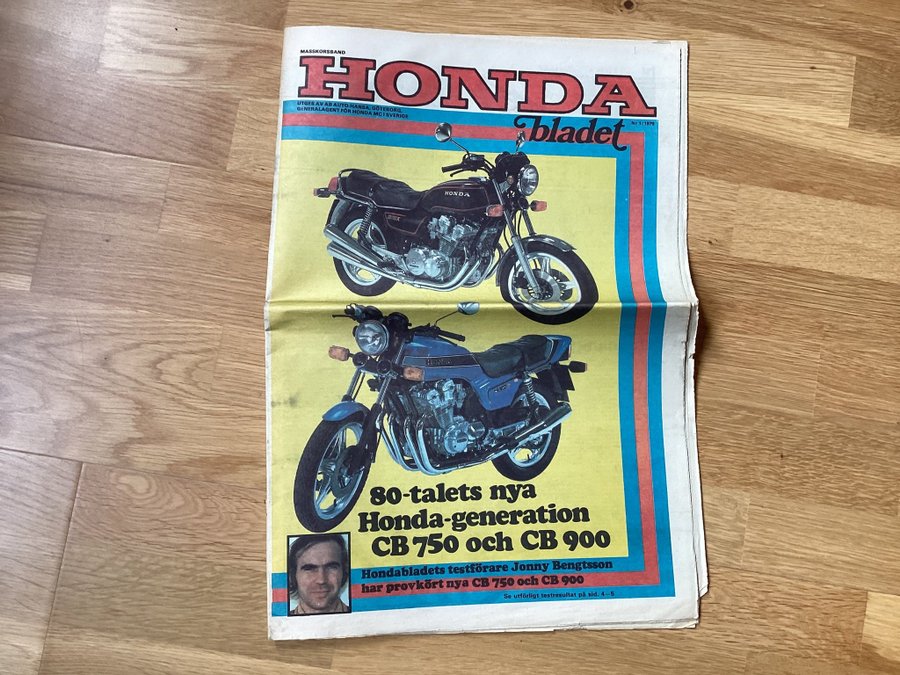 MASSKORSBAND
HONDA
bladet
UTGES AV AB AUTO-HANSA, GÖTEBORG,
GENERALAGENT FÖR HONDA MC I SVERIGE
HONDA
HONDA
80-talets nya
Honda-generation
CB 750 och CB 900
Hondabladets testförare Jonny Bengtsson
har provkört nya CB 750 och CB 900
Se utförligt testresultat på sid. 4–5